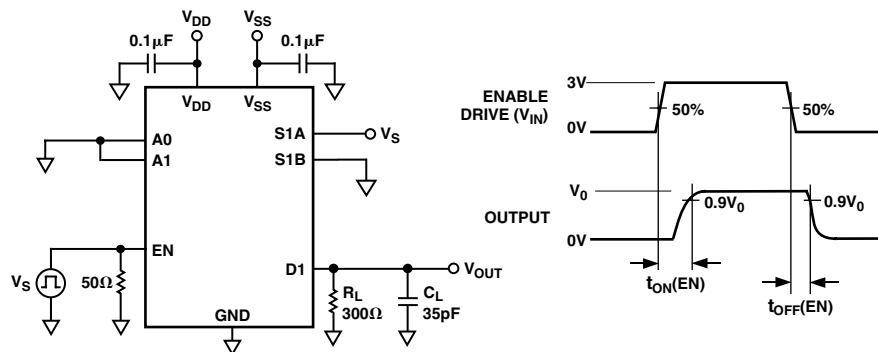 V_DD V_SS
0.1µF 0.1µF
V_DD V_SS
A0
A1
S1A V_S
S1B
EN
V_S
50Ω
D1 V_OUT
R_L
300Ω
C_L
35pF
GND
3V
ENABLE
DRIVE (V_IN)
50% 50%
0V
V_0
0.9V_0 0.9V_0
OUTPUT
0V
t_ON(EN)
t_OFF(EN)